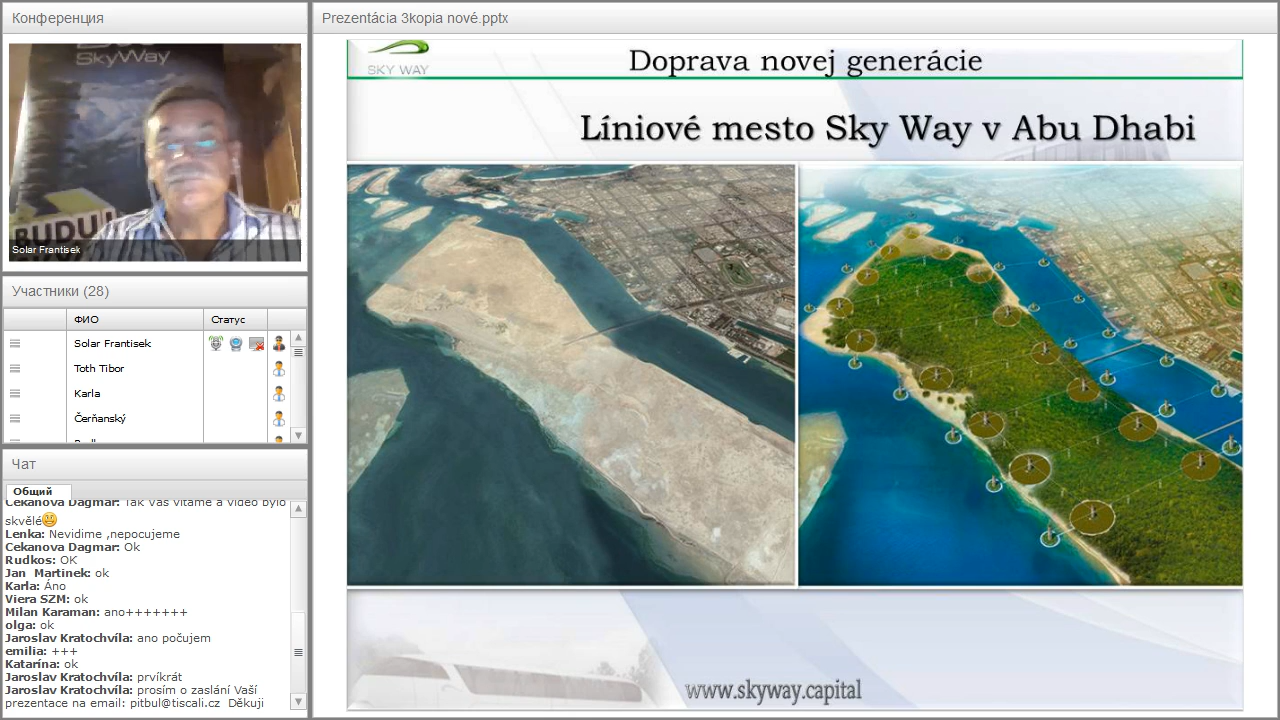 Конференция
SkyWay
BUDU
Solar Frantisek
Участники (28)
ФИО
Статус
Solar Frantisek
Toth Tibor
Karla
Čerňanský
Чат
Общий
Cekanova Dagmar: Tak Vás vítáme a video bylo
skvělé
Lenka: Nevidime ,nepocujeme
Cekanova Dagmar: Ok
Rudkos: OK
Jan Martinek: ok
Karla: Áno
Viera SZM: ok
Milan Karaman: ano+++++++
olga: ok
Jaroslav Kratochvíla: ano počujem
emilia: +++
Katarína: ok
Jaroslav Kratochvíla: prvíkrát
Jaroslav Kratochvíla: prosím o zaslání Vaší
prezentace na email: pitbul@tiscali.cz Děkuji
Prezentácia 3kopia nové.pptx
SKY WAY
Doprava novej generácie
Líniové mesto Sky Way v Abu Dhabi
www.skyway.capital